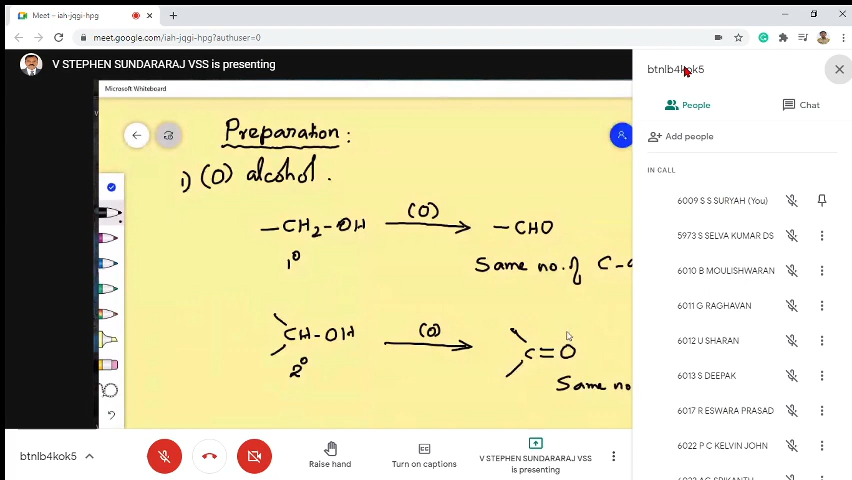 Meet – iah-jqgi-hpg
meet.google.com/iah-jqgi-hpg?authuser=0
V STEPHEN SUNDARARAJ VSS is presenting
Microsoft Whiteboard
Preparation :
1) (O) alcohol .
— CH2 – OH (O) — CHO
1°
Same no. of C –
CH – OH (O) C = O
2°
Same no
btnlb4kok5
People
Chat
Add people
IN CALL
6009 S S SURYAH (You)
5973 S SELVA KUMAR DS
6010 B MOULISHWARAN
6011 G RAGHAVAN
6012 U SHARAN
6013 S DEEPAK
6017 R ESWARA PRASAD
6022 P C KELVIN JOHN
btnlb4kok5
Raise hand
Turn on captions
V STEPHEN SUNDARARAJ VSS
is presenting